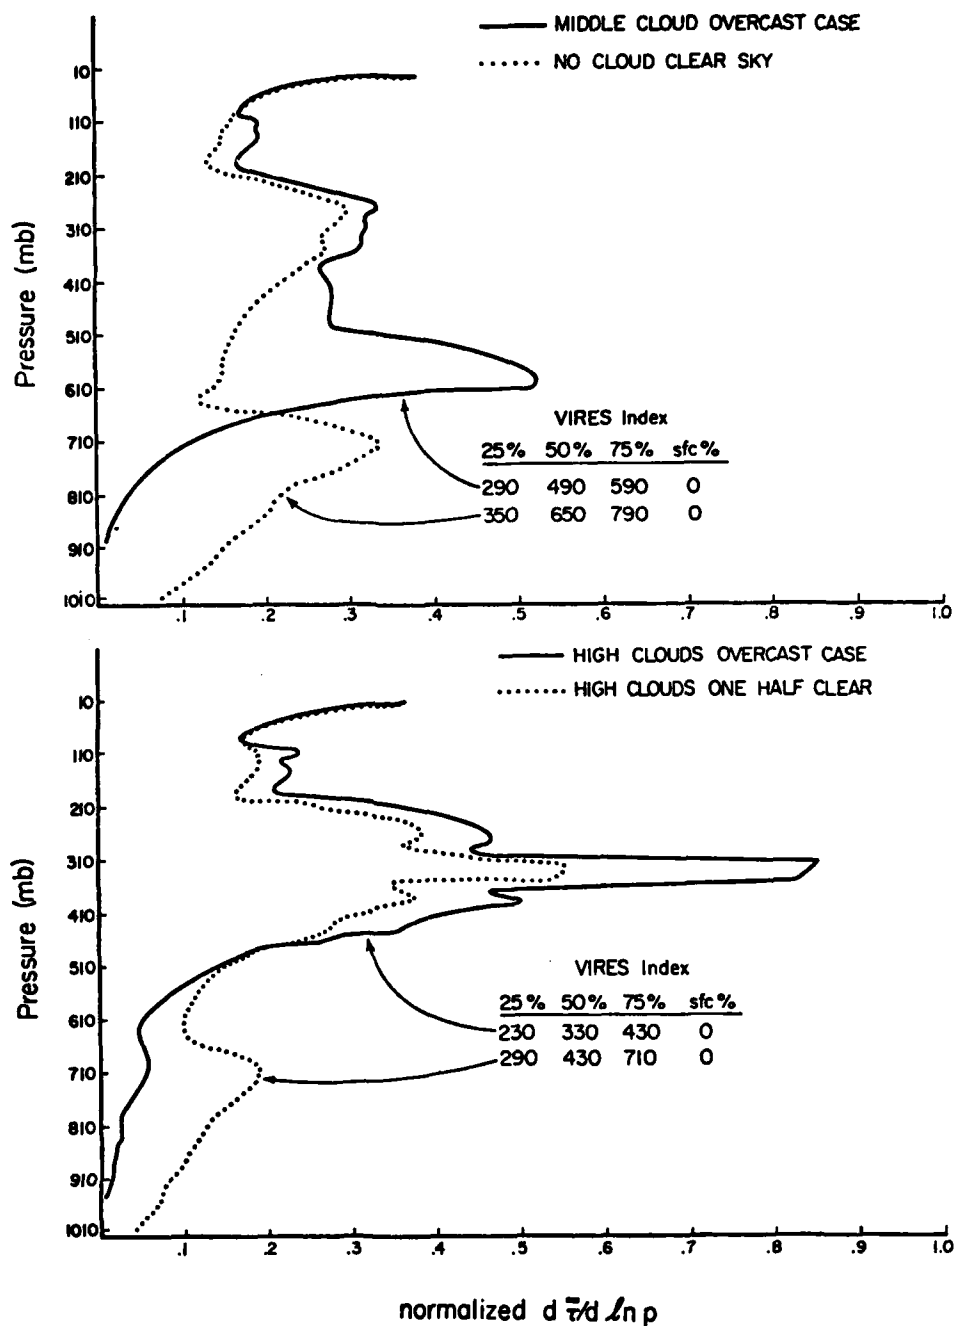 MIDDLE CLOUD OVERCAST CASE
NO CLOUD CLEAR SKY
Pressure (mb)
10
110
210
310
410
510
610
710
810
910
1010
VIRES Index
25% 50% 75% sfc%
290 490 590 0
350 650 790 0
.1 .2 .3 .4 .5 .6 .7 .8 .9 1.0
HIGH CLOUDS OVERCAST CASE
HIGH CLOUDS ONE HALF CLEAR
Pressure (mb)
10
110
210
310
410
510
610
710
810
910
1010
VIRES Index
25% 50% 75% sfc%
230 330 430 0
290 430 710 0
.1 .2 .3 .4 .5 .6 .7 .8 .9 1.0
normalized d τ̄/d ln p